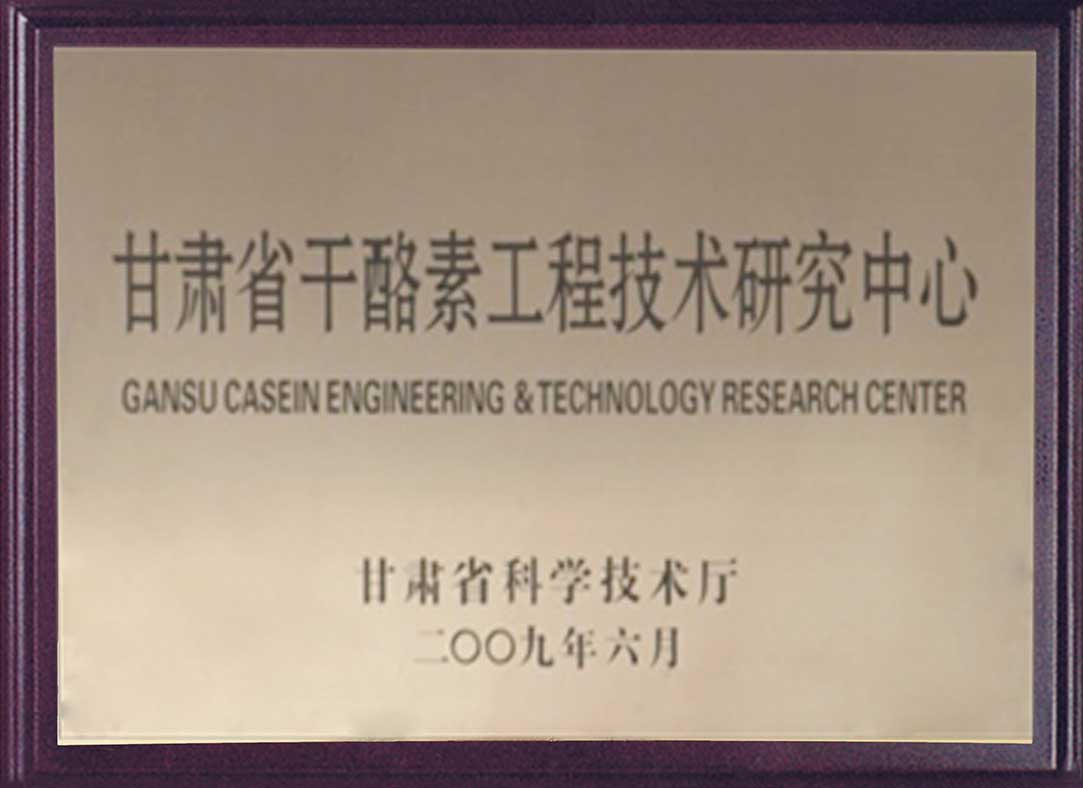 甘肃省干酪素工程技术研究中心
GANSU CASEIN ENGINEERING & TECHNOLOGY RESEARCH CENTER
甘肃省科学技术厅
二〇〇九年六月